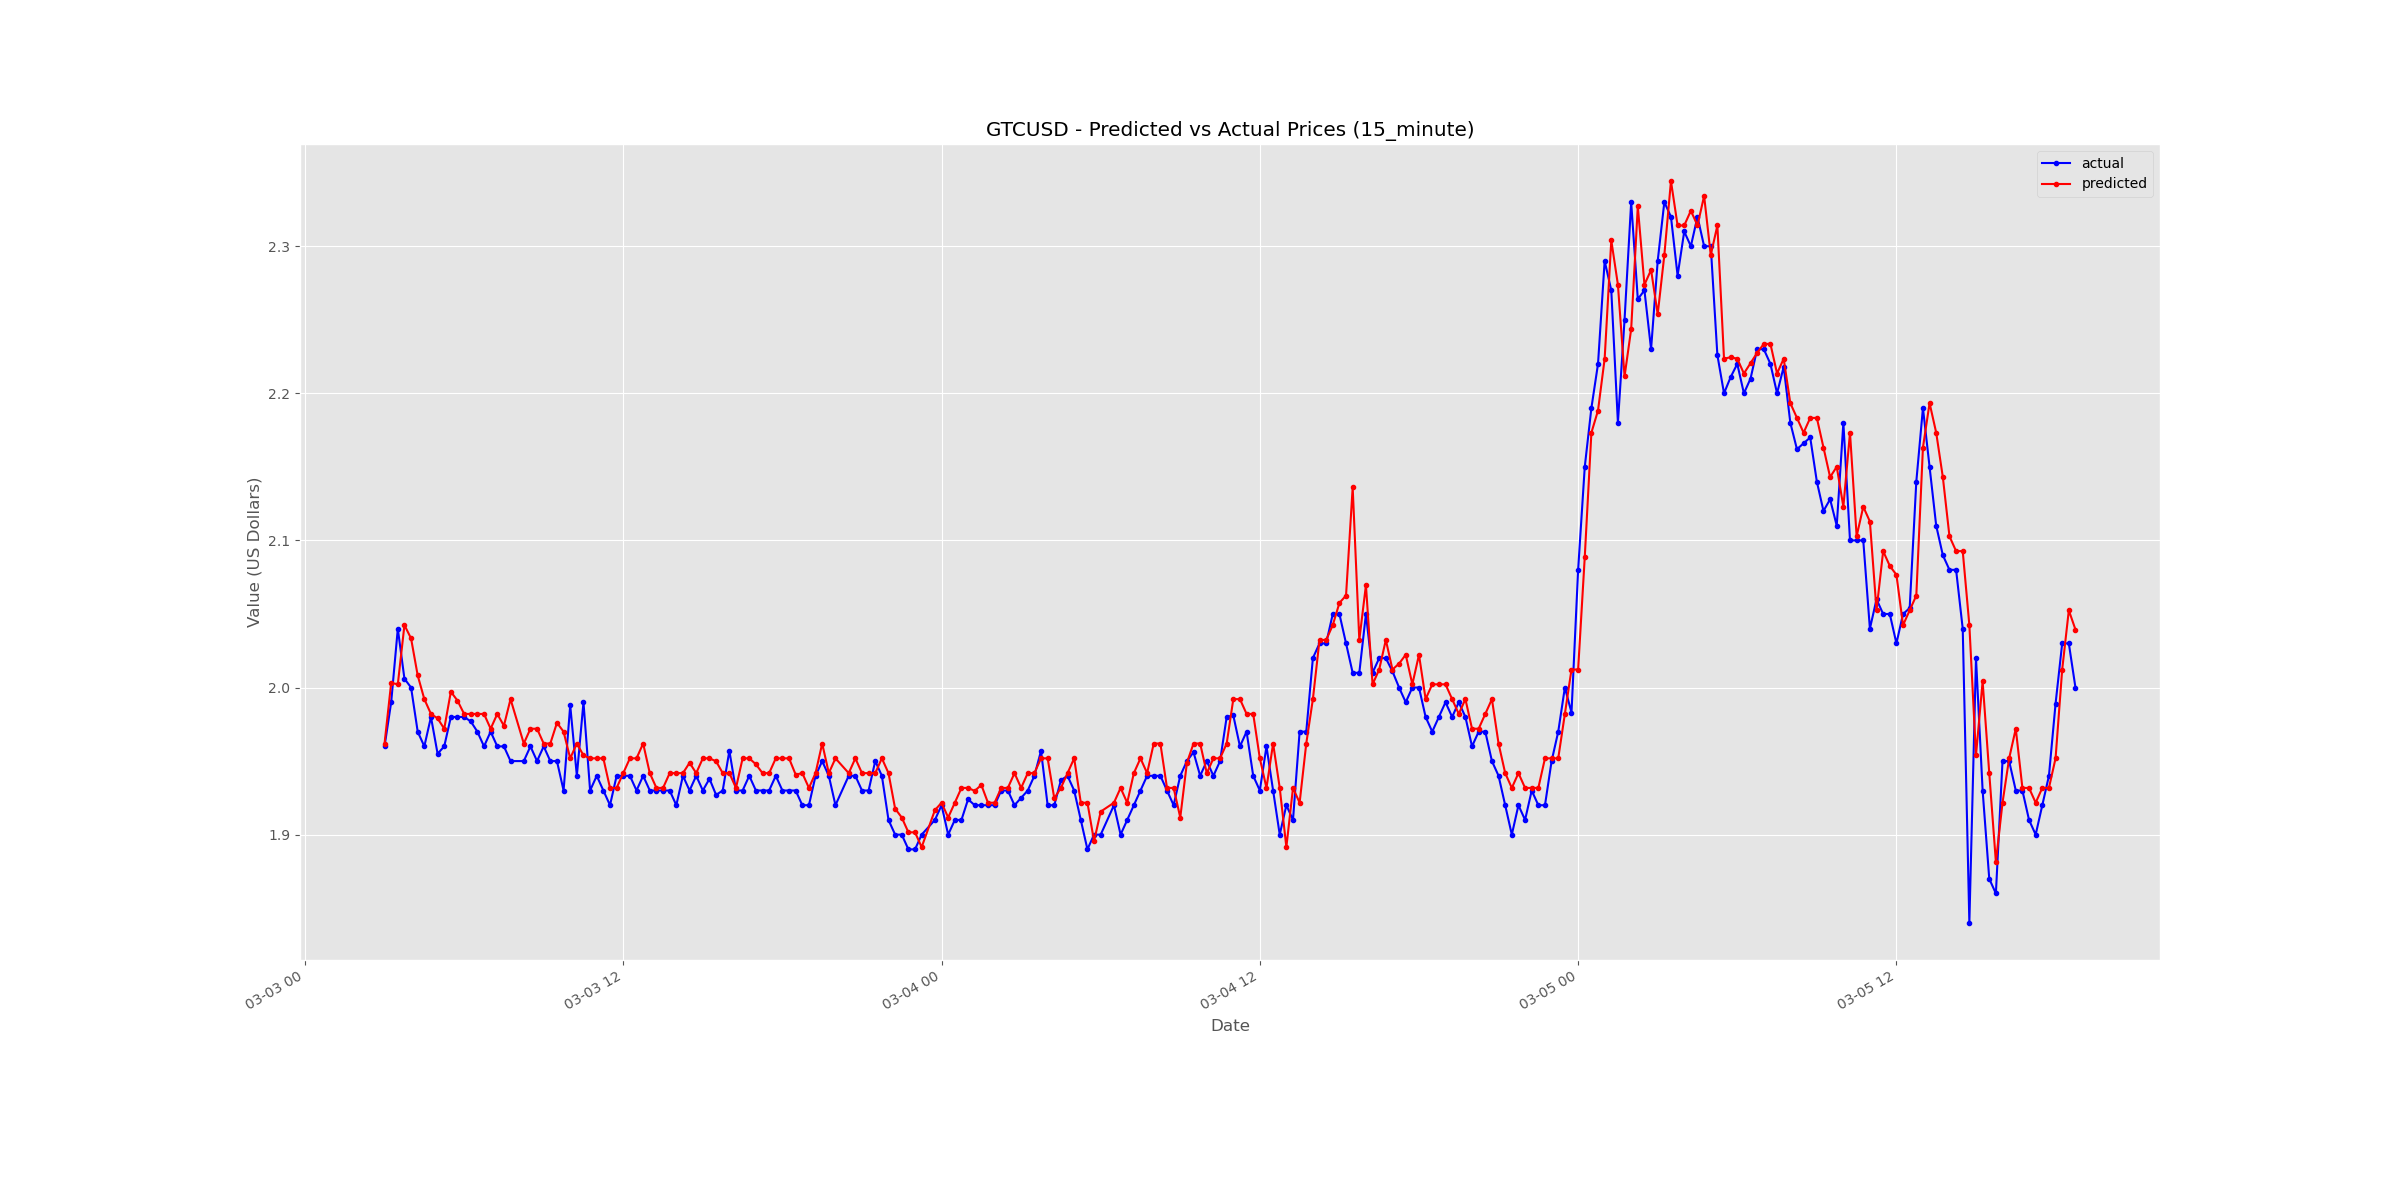 GTCUSD - Predicted vs Actual Prices (15_minute)
actual
predicted
Value (US Dollars)
2.3
2.2
2.1
2.0
1.9
03-03 00
03-03 12
03-04 00
03-04 12
03-05 00
03-05 12
Date